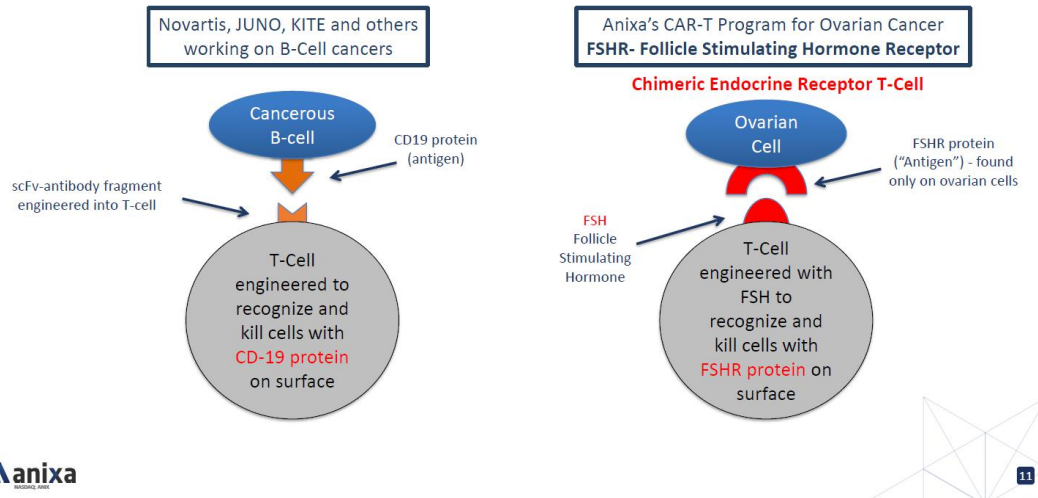 Novartis, JUNO, KITE and others
working on B-Cell cancers
Cancerous
B-cell
CD19 protein
(antigen)
scFv-antibody fragment
engineered into T-cell
T-Cell
engineered to
recognize and
kill cells with
CD-19 protein
on surface
Anixa's CAR-T Program for Ovarian Cancer
FSHR- Follicle Stimulating Hormone Receptor
Chimeric Endocrine Receptor T-Cell
Ovarian
Cell
FSHR protein
("Antigen") - found
only on ovarian cells
FSH
Follicle
Stimulating
Hormone
T-Cell
engineered with
FSH to
recognize and
kill cells with
FSHR protein on
surface
anixa
NASDAQ: ANIX
11